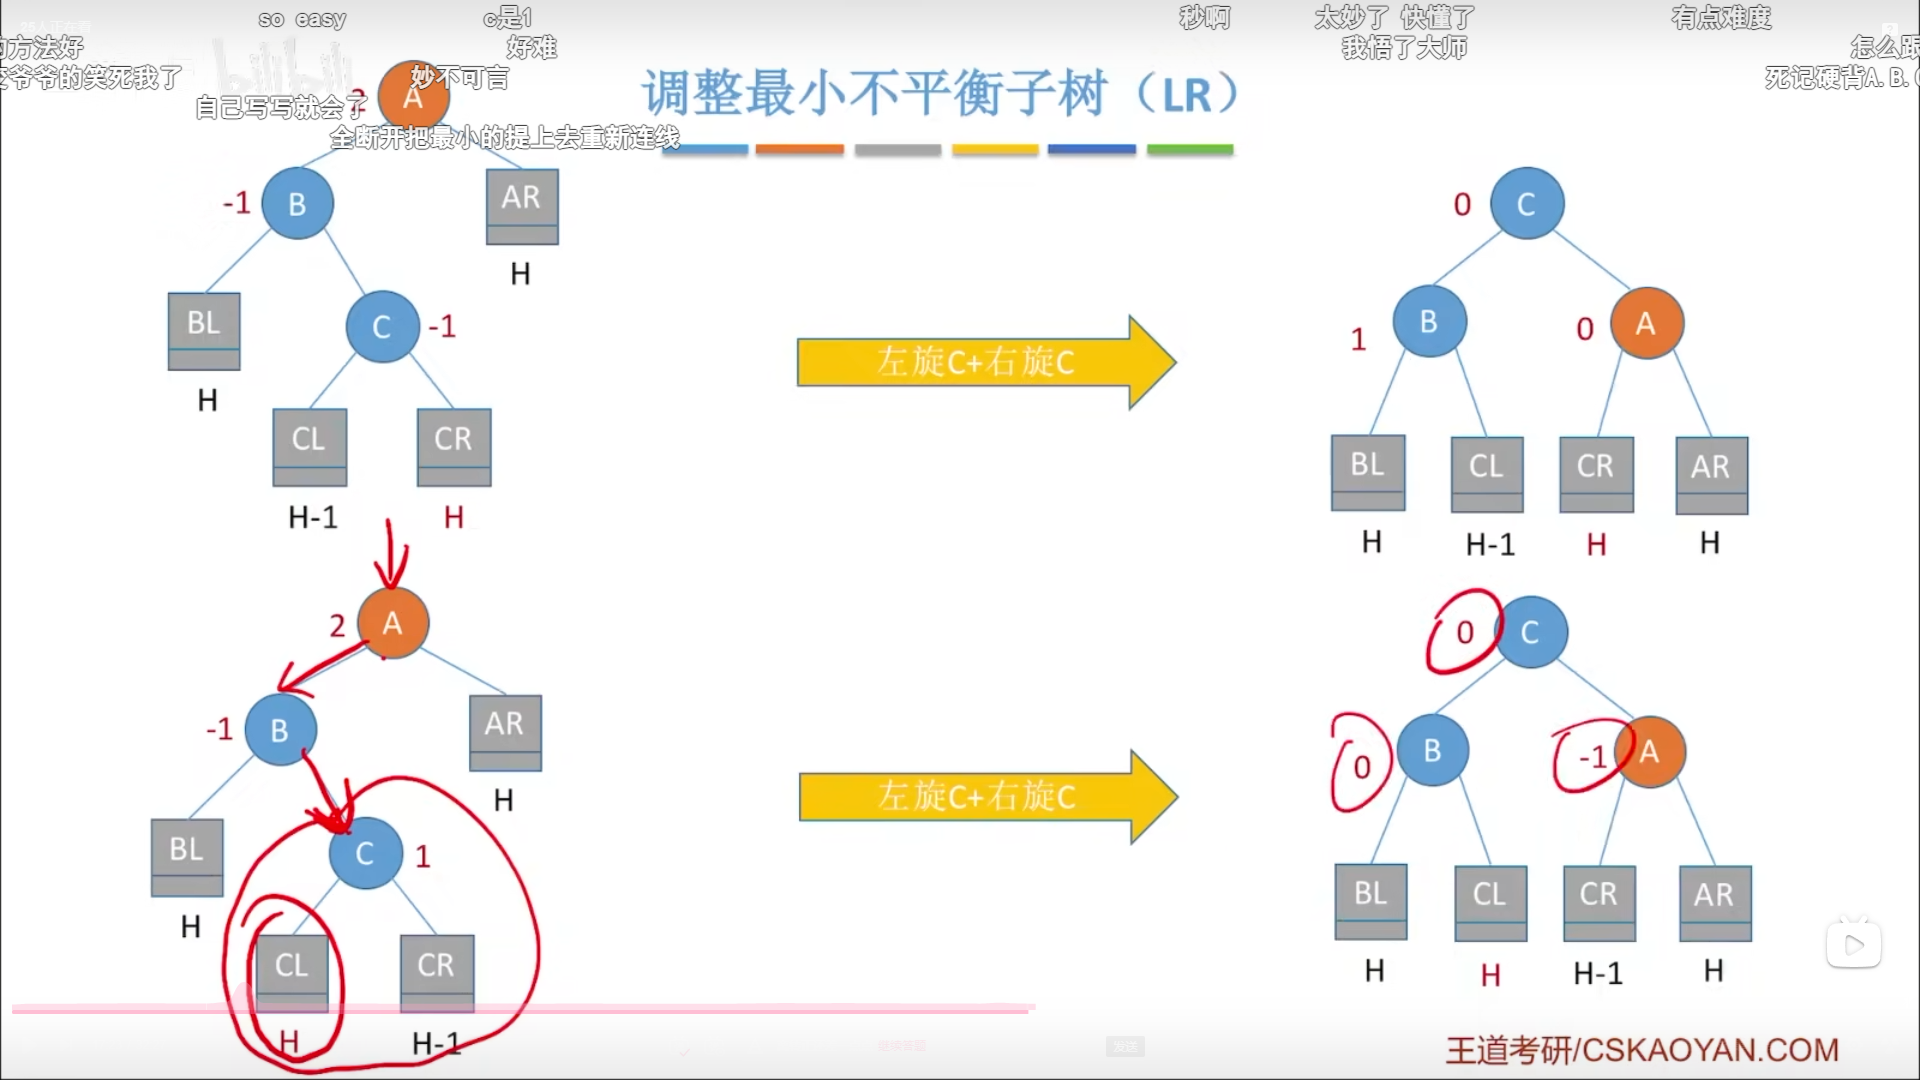 so easy
c是1
秒啊
太妙了 快懂了
有点难度
的方法好
好难
我悟了大师
怎么跟
爷爷的笑死我了
妙不可言
死记硬背A.B.C
自己写写就会了
全断开把最小的提上去重新连线
bilibili
调整最小不平衡子树（LR）
2
A
-1
B
AR
H
BL
H
C
-1
CL
CR
H-1
H
左旋C+右旋C
0
C
1
B
0
A
BL
CL
CR
AR
H
H-1
H
H
2
A
-1
B
AR
H
BL
H
C
1
CL
CR
H
H-1
左旋C+右旋C
0
C
0
B
-1
A
BL
CL
CR
AR
H
H
H-1
H
发送
王道考研/CSKAOYAN.COM